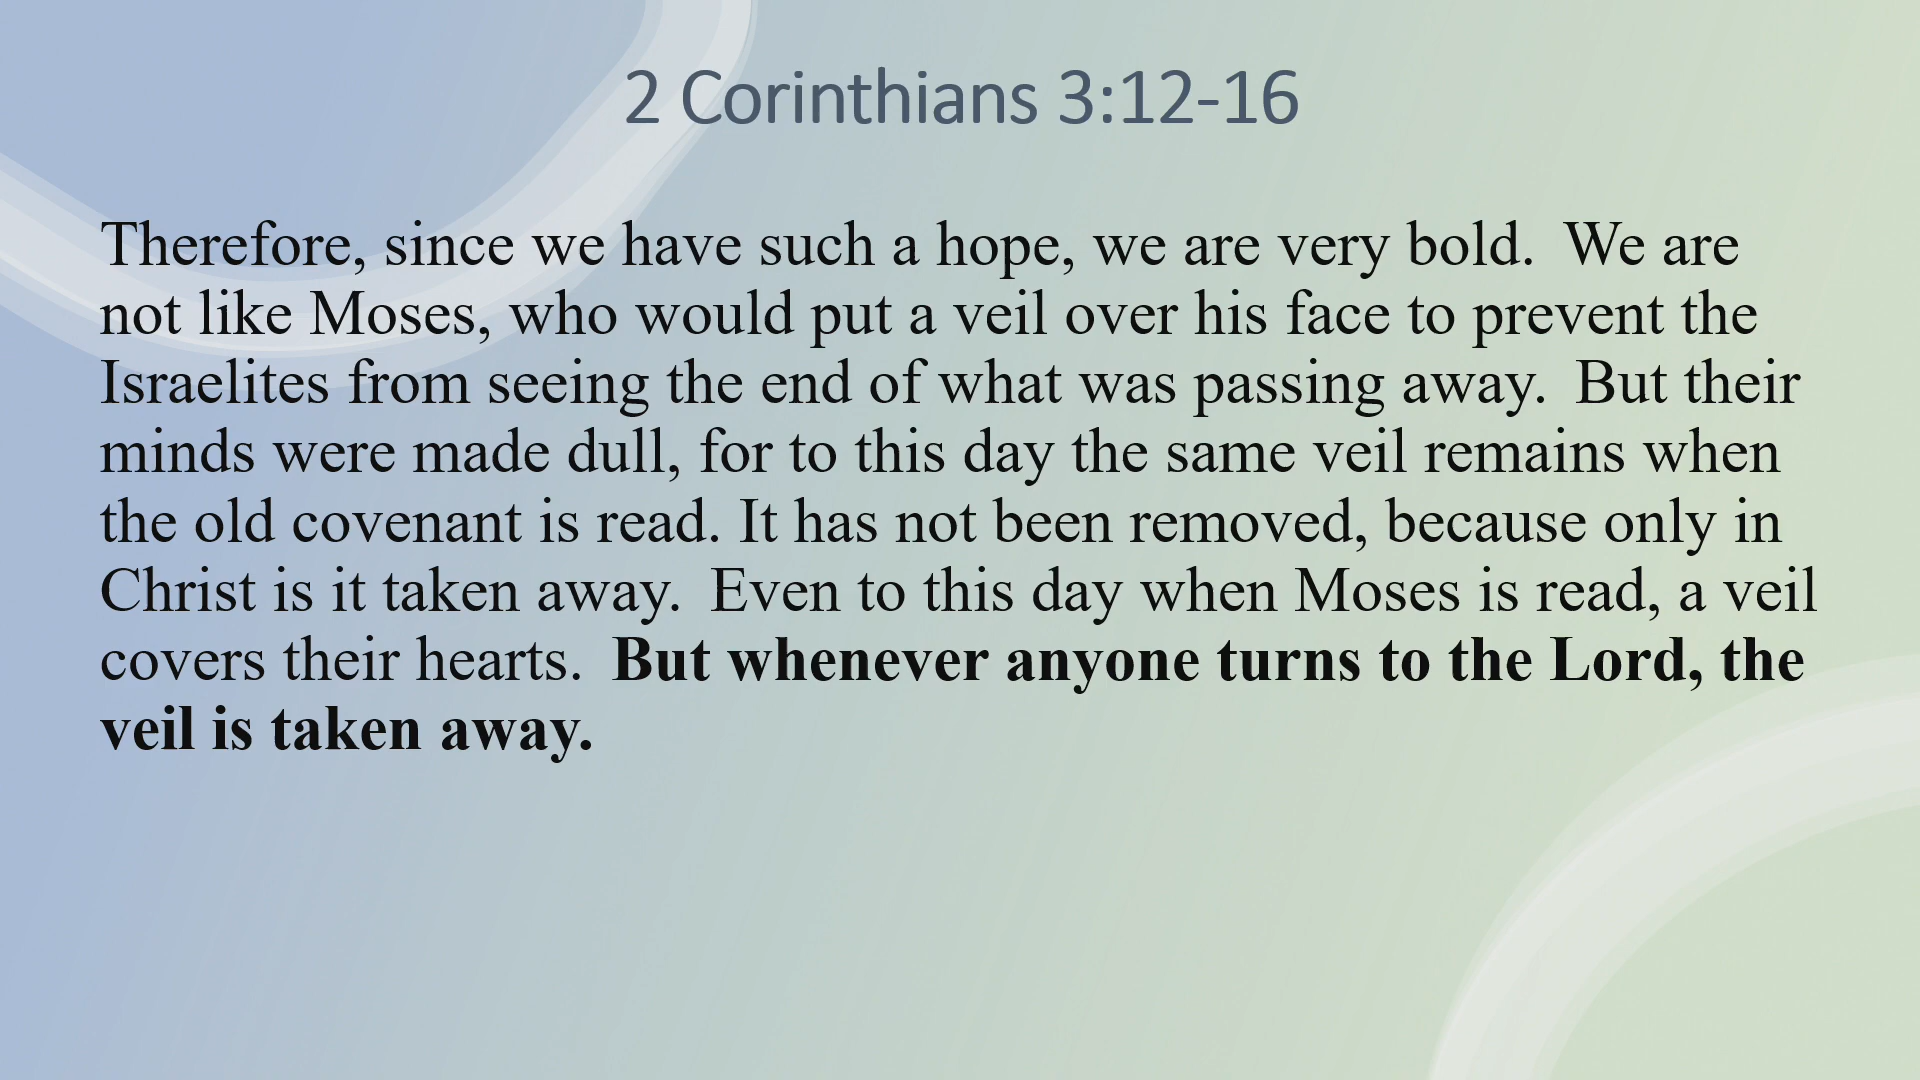 2 Corinthians 3:12-16
Therefore, since we have such a hope, we are very bold.  We are
not like Moses, who would put a veil over his face to prevent the
Israelites from seeing the end of what was passing away.  But their
minds were made dull, for to this day the same veil remains when
the old covenant is read. It has not been removed, because only in
Christ is it taken away.  Even to this day when Moses is read, a veil
covers their hearts.  But whenever anyone turns to the Lord, the
veil is taken away.